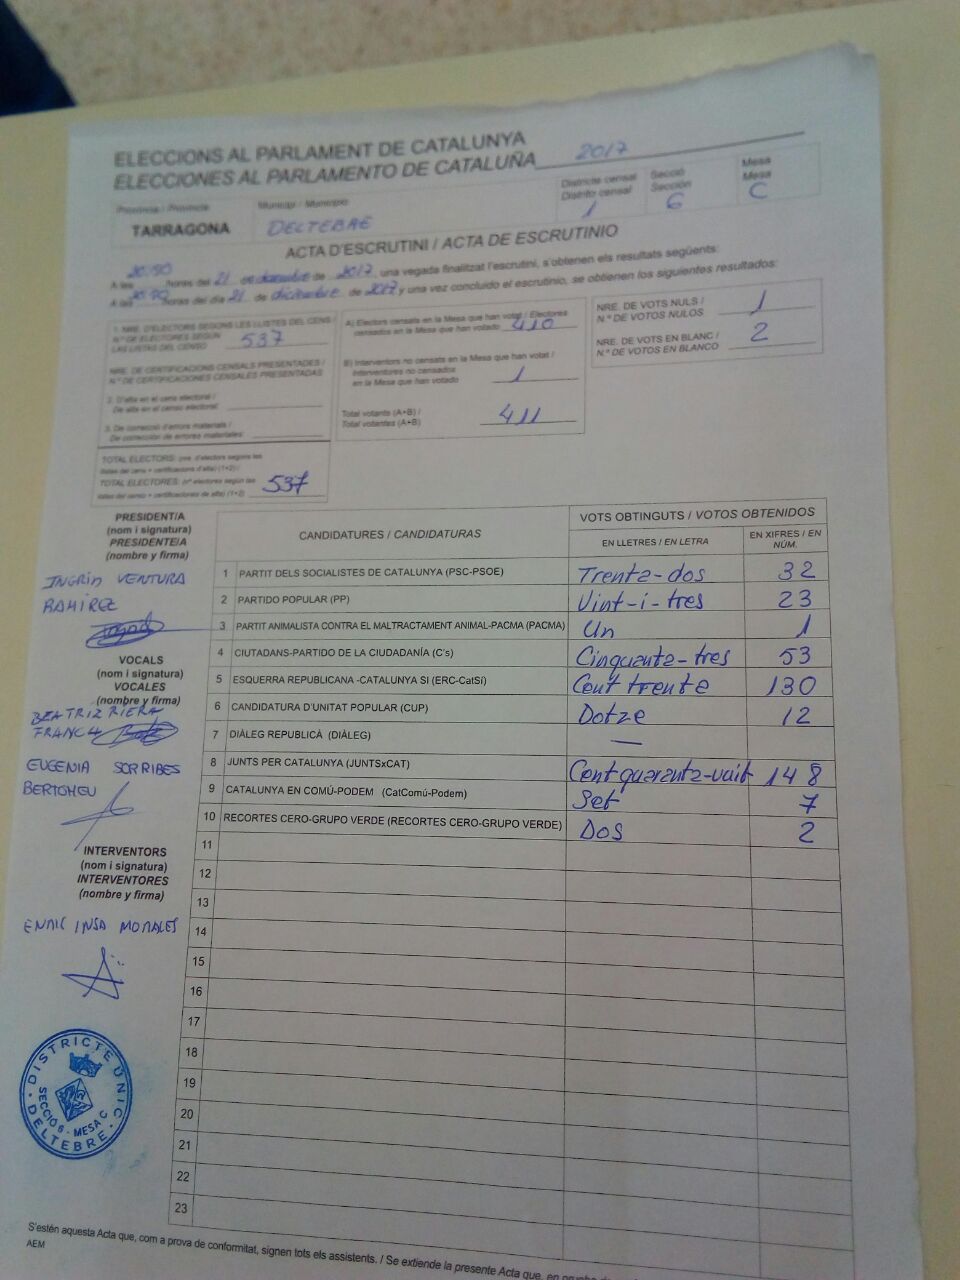 ELECCIONS AL PARLAMENT DE CATALUNYA
ELECCIONES AL PARLAMENTO DE CATALUÑA 2017
Província / Provincia
TARRAGONA
Municipi / Municipio
DELTEBRE
Districte censal
Distrito censal
1
Secció
Sección
6
Mesa
Mesa
C
ACTA D'ESCRUTINI / ACTA DE ESCRUTINIO
A les hores del 21 de desembre de 2017, una vegada finalitzat l'escrutini, s'obtenen els resultats següents:
A las horas del día 21 de diciembre de 2017 y una vez concluido el escrutinio, se obtienen los siguientes resultados:
1. NRE. D'ELECTORS SEGONS LES LLISTES DEL CENS /
N.º DE ELECTORES SEGÚN
LAS LISTAS DEL CENSO 537
NRE. DE CERTIFICACIONS CENSALS PRESENTADES /
N.º DE CERTIFICACIONES CENSALES PRESENTADAS
2. D'alta en el cens electoral /
De alta en el censo electoral:
3. De correcció d'errors materials /
De corrección de errores materiales:
TOTAL ELECTORS: (nre. d'electors segons les
llistes del cens + certificacions d'alta) (1+2) /
TOTAL ELECTORES: (nº electores según las
listas del censo + certificaciones de alta) (1+2) 537
A) Electors censats en la Mesa que han votat / Electores
censados en la Mesa que han votado 410
B) Interventors no censats en la Mesa que han votat /
Interventores no censados
en la Mesa que han votado 1
Total votants (A+B) /
Total votantes (A+B) 411
NRE. DE VOTS NULS /
N.º DE VOTOS NULOS 1
NRE. DE VOTS EN BLANC /
N.º DE VOTOS EN BLANCO 2
PRESIDENT/A
(nom i signatura)
PRESIDENTE/A
(nombre y firma)
INGRID VENTURA
RAMÍREZ
VOCALS
(nom i signatura)
VOCALES
(nombre y firma)
BEATRIZ RIERA
FRANCH
EUGENIA SORRIBES
BERTOMEU
INTERVENTORS
(nom i signatura)
INTERVENTORES
(nombre y firma)
ENRIC INSA MORALES
DISTRICTE UNIC
SECCIÓ 6 - MESA C
DELTEBRE
CANDIDATURES / CANDIDATURAS
VOTS OBTINGUTS / VOTOS OBTENIDOS
EN LLETRES / EN LETRA
EN XIFRES / EN NÚM.
1 PARTIT DELS SOCIALISTES DE CATALUNYA (PSC-PSOE) Trenta-dos 32
2 PARTIDO POPULAR (PP) Vint-i-tres 23
3 PARTIT ANIMALISTA CONTRA EL MALTRACTAMENT ANIMAL-PACMA (PACMA) Un 1
4 CIUTADANS-PARTIDO DE LA CIUDADANÍA (C's) Cinquanta-tres 53
5 ESQUERRA REPUBLICANA -CATALUNYA SI (ERC-CatSí) Cent trenta 130
6 CANDIDATURA D'UNITAT POPULAR (CUP) Dotze 12
7 DIÀLEG REPUBLICÀ (DIÀLEG) —
8 JUNTS PER CATALUNYA (JUNTSxCAT) Cent quaranta-vuit 148
9 CATALUNYA EN COMÚ-PODEM (CatComú-Podem) Set 7
10 RECORTES CERO-GRUPO VERDE (RECORTES CERO-GRUPO VERDE) Dos 2
11
12
13
14
15
16
17
18
19
20
21
22
23
S'estén aquesta Acta que, com a prova de conformitat, signen tots els assistents. / Se extiende la presente Acta que, en prueba de
AEM